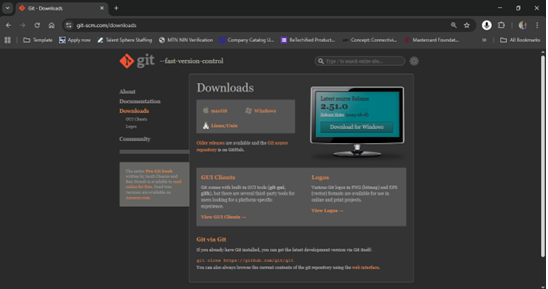 Git - Downloads
git-scm.com/downloads
Template
Apply now
Talent Sphere Staffing
MTN NIN Verification
Company Catalog U...
BeTechified Product...
Concept: Connectivi...
Mastercard Foundat...
All Bookmarks
git --fast-version-control
Type / to search entire site...
About
Documentation
Downloads
GUI Clients
Logos
Community
The entire Pro Git book
written by Scott Chacon and
Ben Straub is available to read
online for free. Dead tree
versions are available on
Amazon.com.
Downloads
macOS
Windows
Linux/Unix
Older releases are available and the Git source
repository is on GitHub.
Latest source Release
2.51.0
Release Notes
Download for Windows
GUI Clients
Git comes with built-in GUI tools (git-gui,
gitk), but there are several third-party tools for
users looking for a platform-specific
experience.
View GUI Clients →
Logos
Various Git logos in PNG (bitmap) and EPS
(vector) formats are available for use in
online and print projects.
View Logos →
Git via Git
If you already have Git installed, you can get the latest development version via Git itself:
git clone https://github.com/git/git
You can also always browse the current contents of the git repository using the web interface.